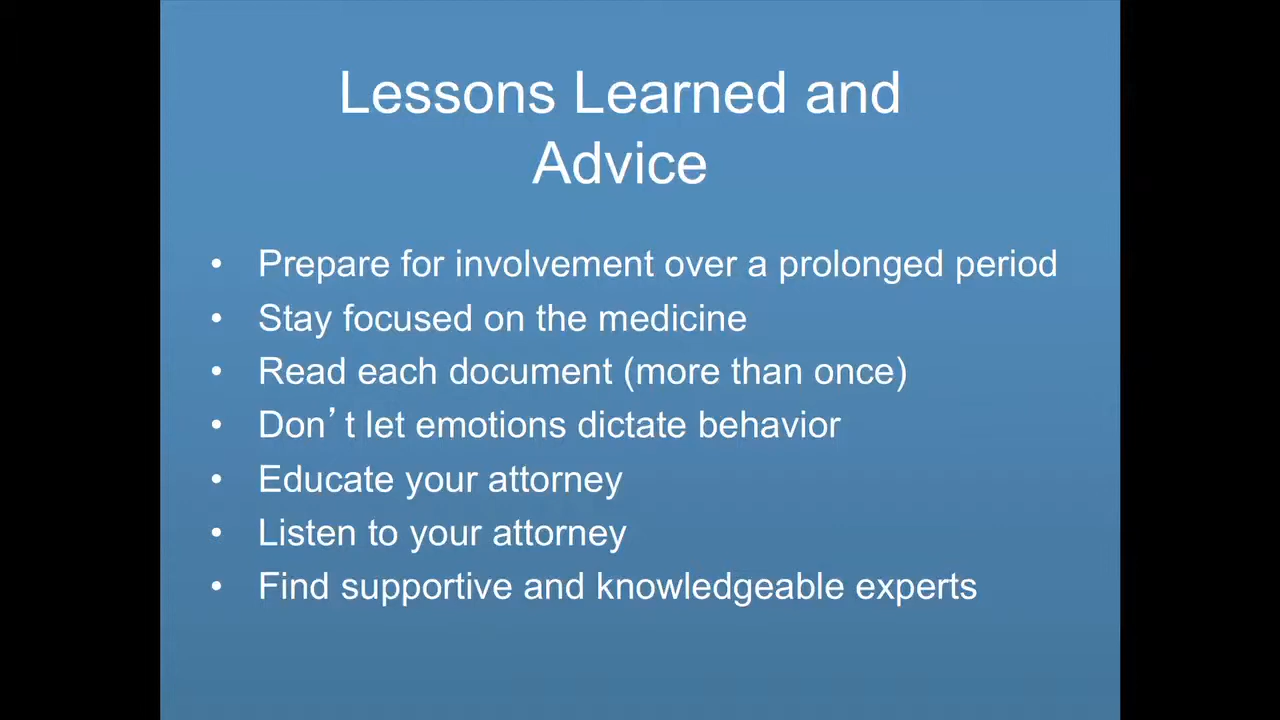 Lessons Learned and
Advice
• Prepare for involvement over a prolonged period
• Stay focused on the medicine
• Read each document (more than once)
• Don’t let emotions dictate behavior
• Educate your attorney
• Listen to your attorney
• Find supportive and knowledgeable experts